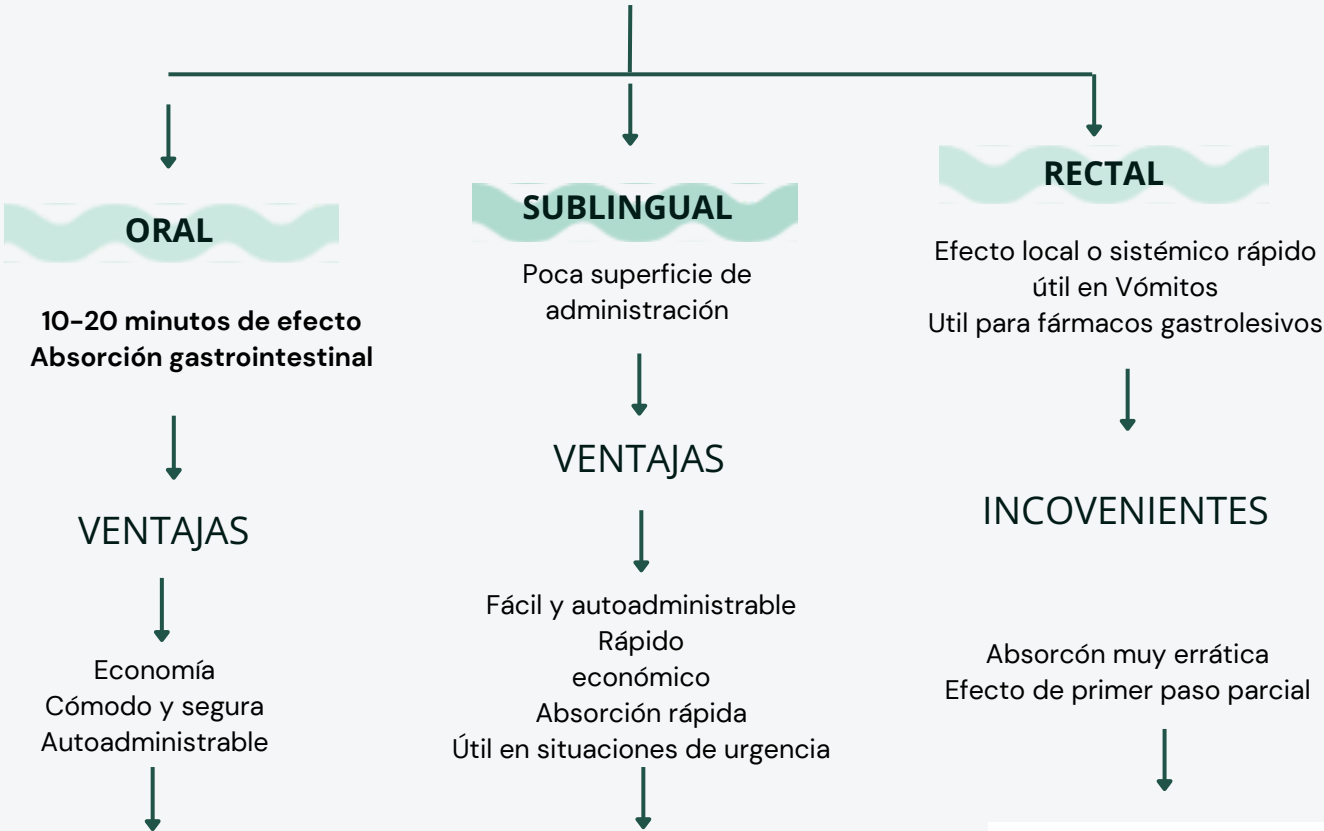 ORAL
10-20 minutos de efecto
Absorción gastrointestinal
VENTAJAS
Economía
Cómodo y segura
Autoadministrable
SUBLINGUAL
Poca superficie de
administración
VENTAJAS
Fácil y autoadministrable
Rápido
económico
Absorción rápida
Útil en situaciones de urgencia
RECTAL
Efecto local o sistémico rápido
útil en Vómitos
Util para fármacos gastrolesivos
INCOVENIENTES
Absorcón muy errática
Efecto de primer paso parcial